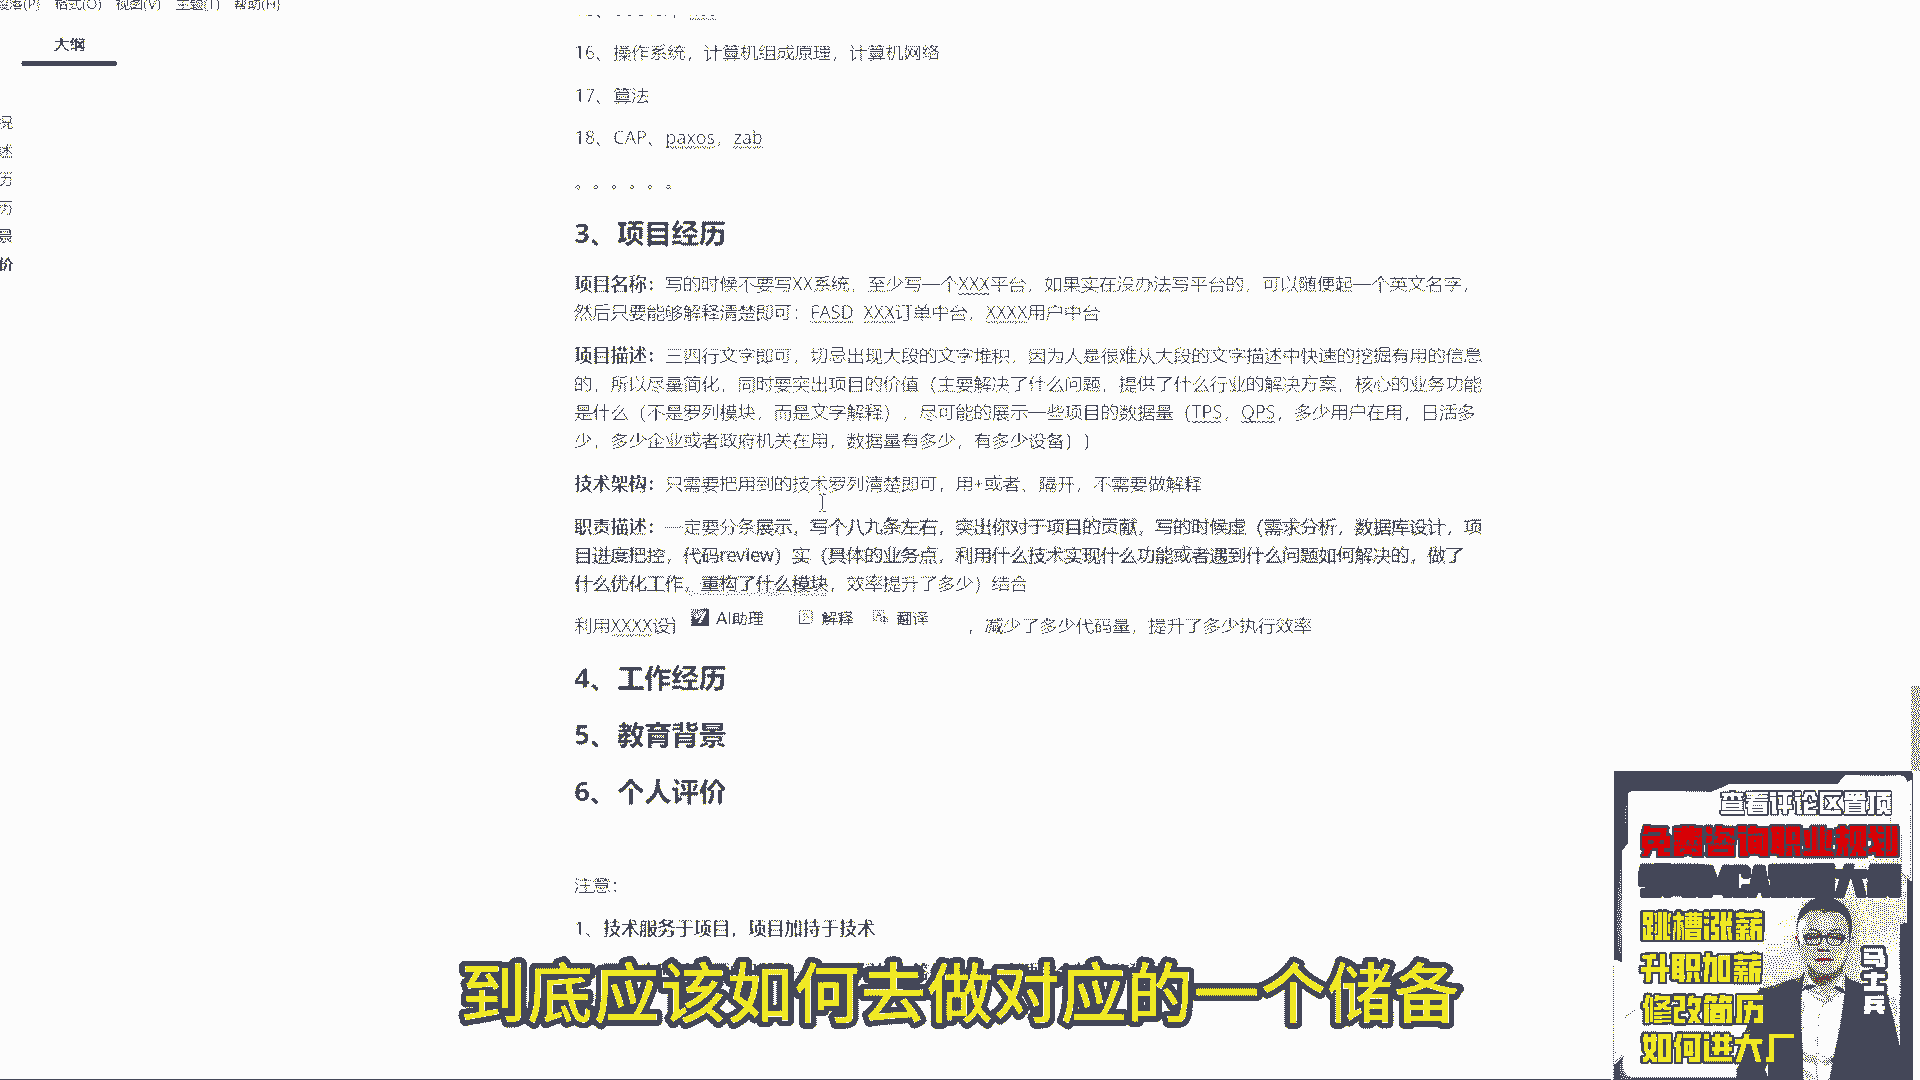 段落(P) 格式(O) 视图(V) 主题(T) 帮助(H)
大纲
况
述
历
历
景
价
16、操作系统，计算机组成原理，计算机网络
17、算法
18、CAP、paxos，zab
。。。。。。
3、项目经历
项目名称：写的时候不要写XX系统，至少写一个XXX平台，如果实在没办法写平台的，可以随便起一个英文名字，
然后只要能够解释清楚即可：FASD XXX订单中台，XXXX用户中台
项目描述：三四行文字即可，切忌出现大段的文字堆积，因为人是很难从大段的文字描述中快速的挖掘有用的信息
的，所以尽量简化，同时要突出项目的价值（主要解决了什么问题，提供了什么行业的解决方案，核心的业务功能
是什么（不是罗列模块，而是文字解释），尽可能的展示一些项目的数据量（TPS，QPS，多少用户在用，日活多
少，多少企业或者政府机关在用，数据量有多少，有多少设备））
技术架构：只需要把用到的技术罗列清楚即可，用+或者、隔开，不需要做解释
职责描述：一定要分条展示，写个八九条左右，突出你对于项目的贡献，写的时候虚（需求分析，数据库设计，项
目进度把控，代码review）实（具体的业务点，利用什么技术实现什么功能或者遇到什么问题如何解决的，做了
什么优化工作，重构了什么模块，效率提升了多少）结合
利用XXXX设 AI助理 解释 翻译 ，减少了多少代码量，提升了多少执行效率
4、工作经历
5、教育背景
6、个人评价
注意：
1、技术服务于项目，项目加持于技术
到底应该如何去做对应的一个储备
查看评论区置顶
免费咨询职业规划
跳槽涨薪
升职加薪
修改简历
如何进大厂
马士兵